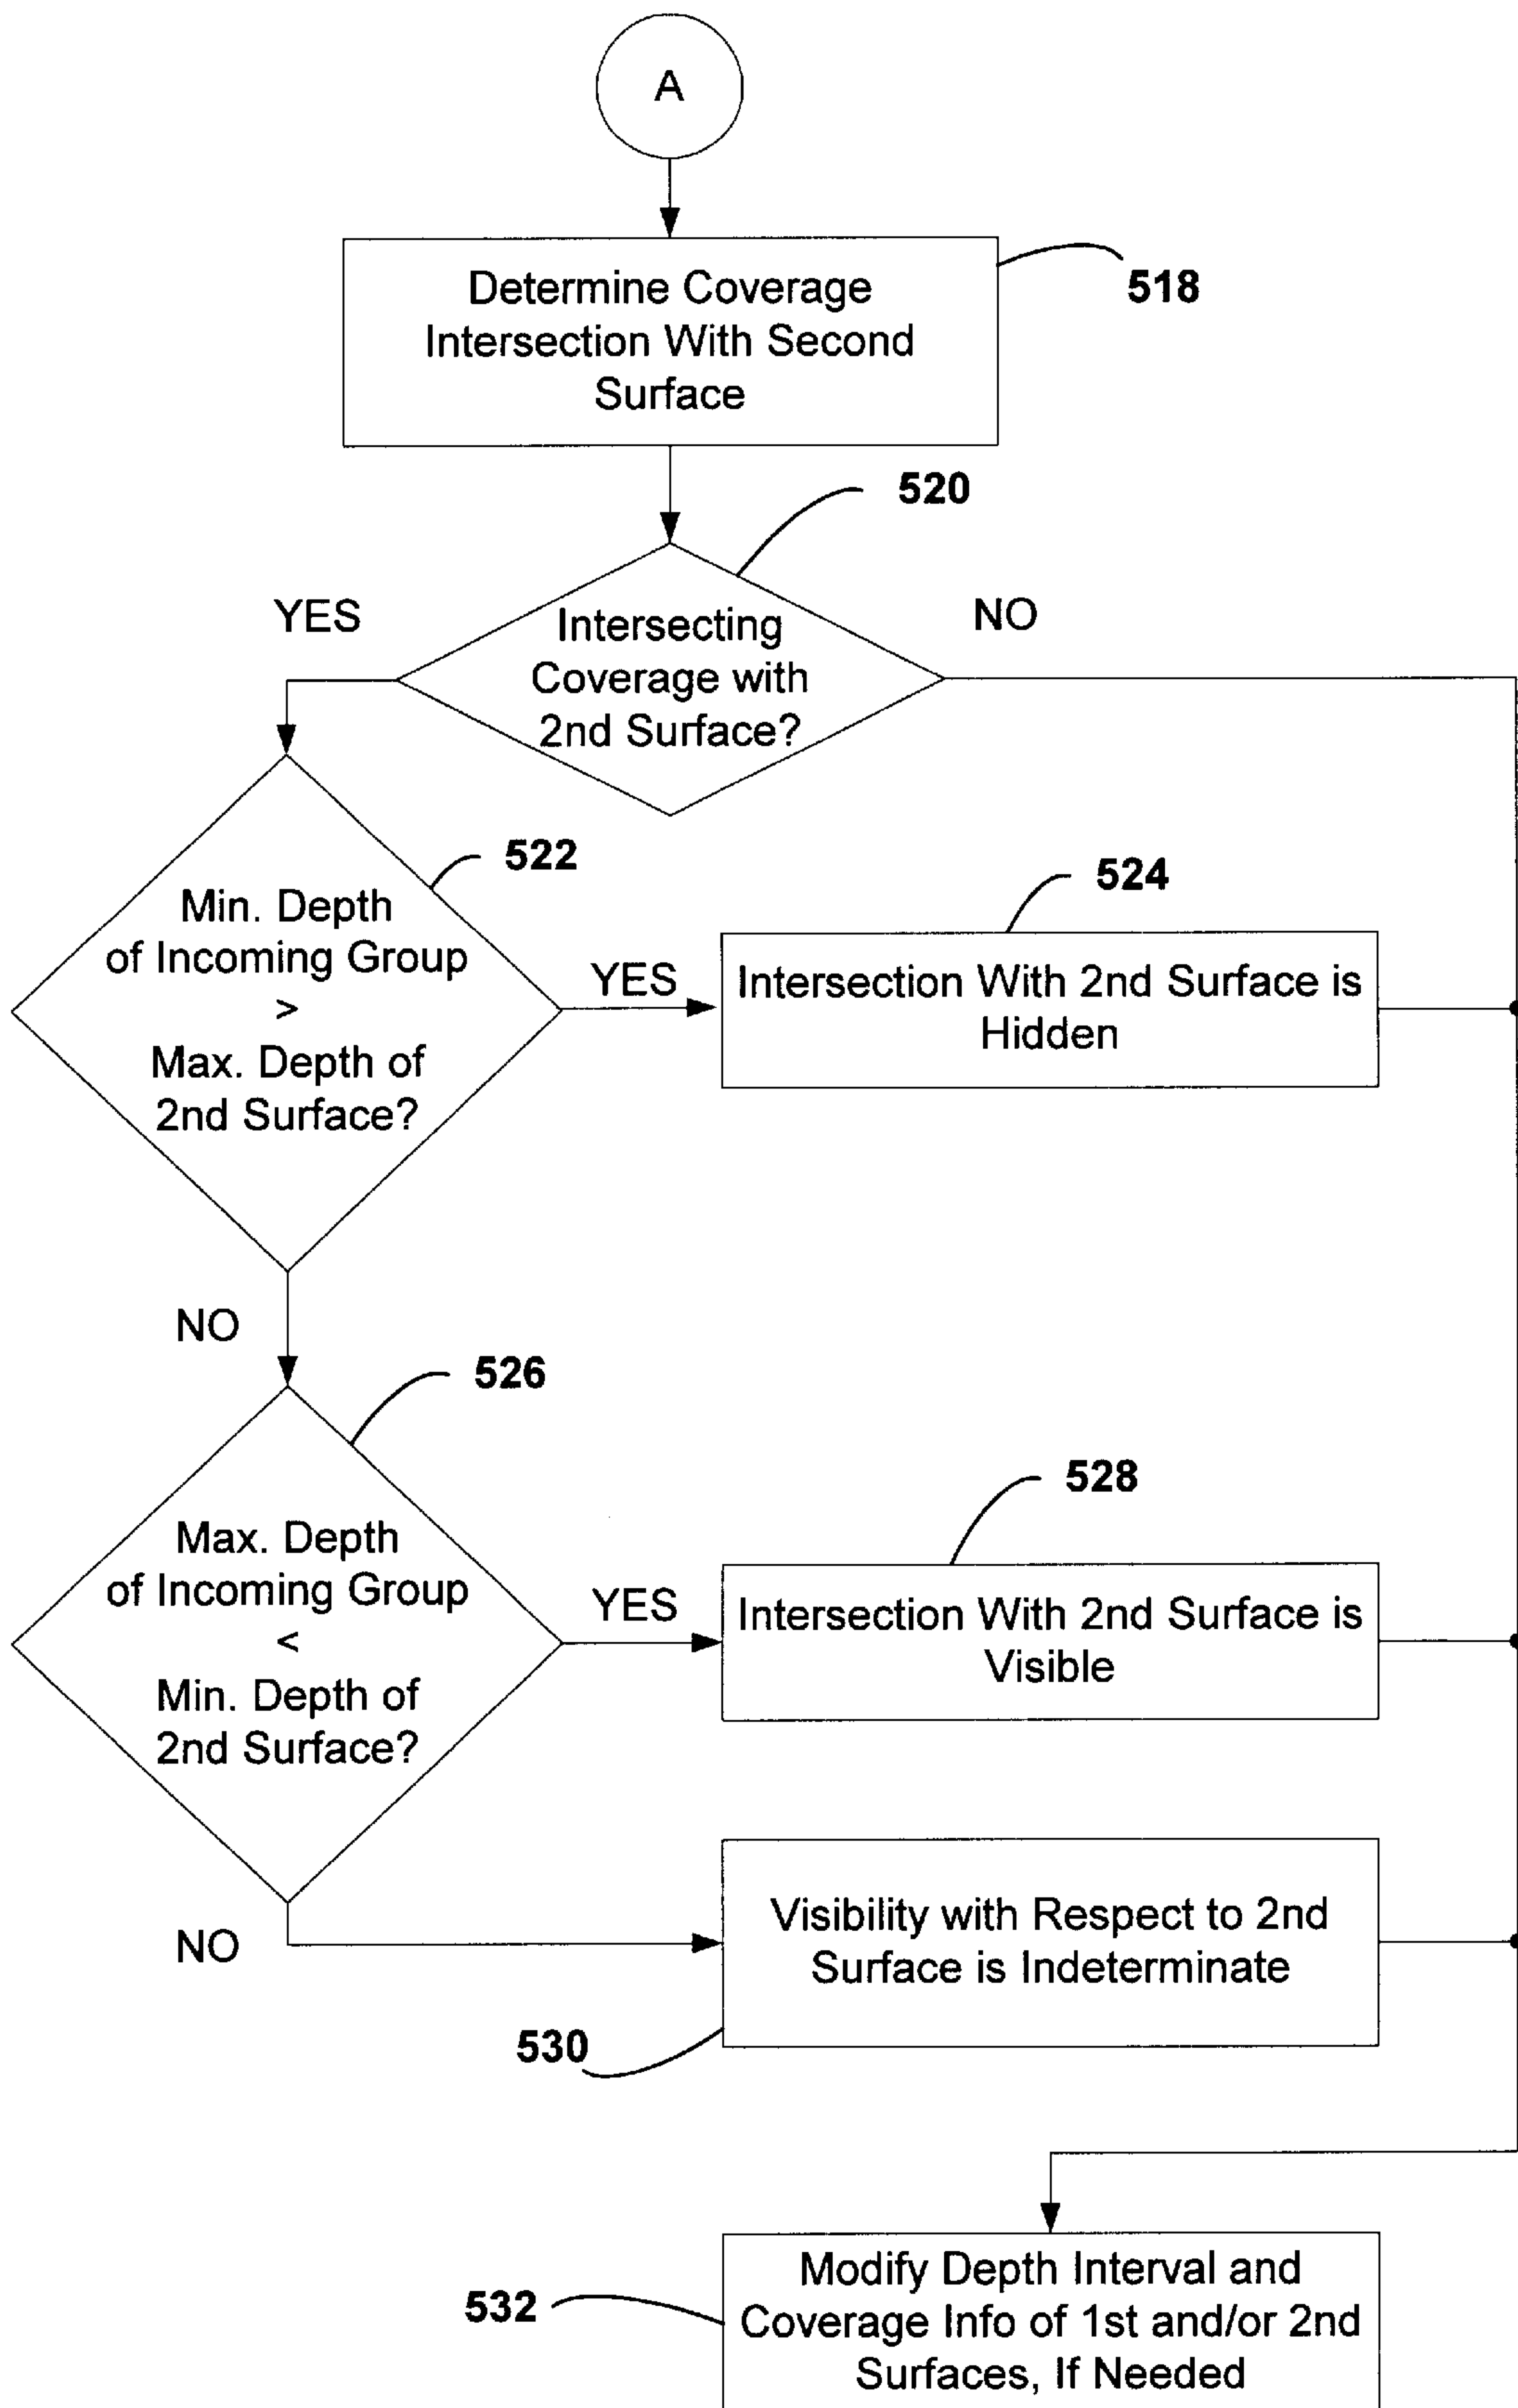 A
Determine Coverage
Intersection With Second
Surface
518
520
YES
NO
Intersecting
Coverage with
2nd Surface?
522
Min. Depth
of Incoming Group
>
Max. Depth of
2nd Surface?
YES
524
Intersection With 2nd Surface is
Hidden
NO
526
Max. Depth
of Incoming Group
<
Min. Depth of
2nd Surface?
YES
528
Intersection With 2nd Surface is
Visible
NO
Visibility with Respect to 2nd
Surface is Indeterminate
530
532
Modify Depth Interval and
Coverage Info of 1st and/or 2nd
Surfaces, If Needed